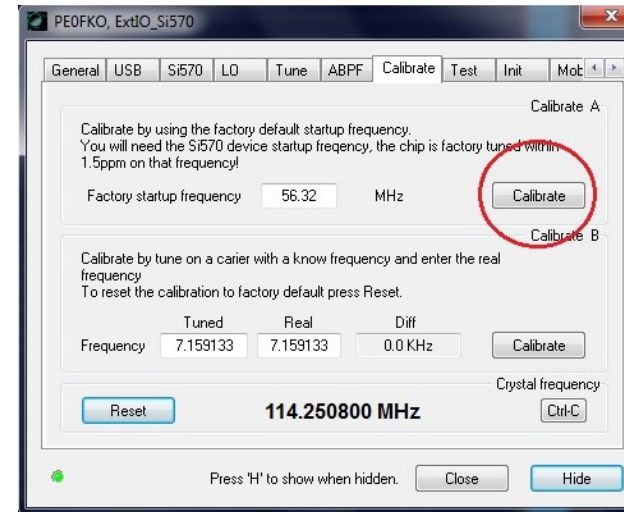 PE0FKO, ExtIO_Si570
General USB Si570 LO Tune ABPF Calibrate Test Init
Calibrate A
Calibrate by using the factory default startup frequency.
You will need the Si570 device startup freqency, the chip is factory tuned within
1.5ppm on that frequency!
Factory startup frequency 56.32 MHz Calibrate
Calibrate B
Calibrate by tune on a carier with a know frequency and enter the real
frequency
To reset the calibration to factory default press Reset.
Tuned Real Diff
Frequency 7.159133 7.159133 0.0 KHz Calibrate
Crystal frequency
Reset 114.250800 MHz Ctrl-C
Press 'H' to show when hidden. Close Hide